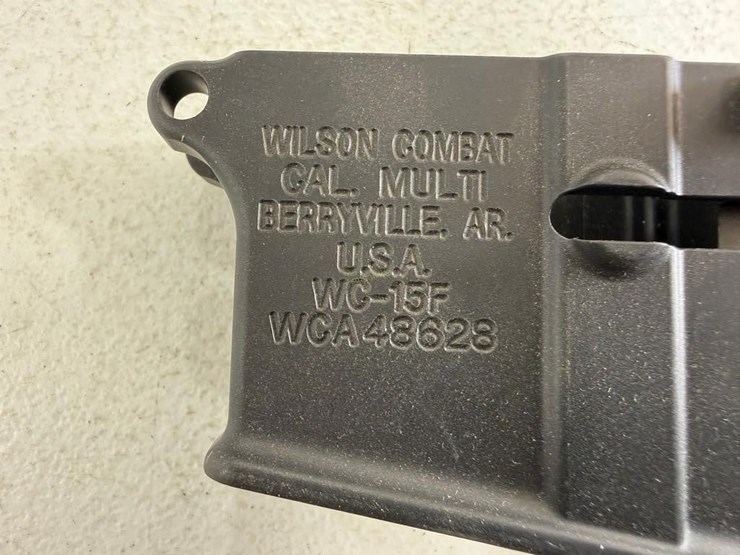 WILSON COMBAT
CAL. MULTI
BERRYVILLE. AR.
U.S.A.
WC-15F
WCA48628